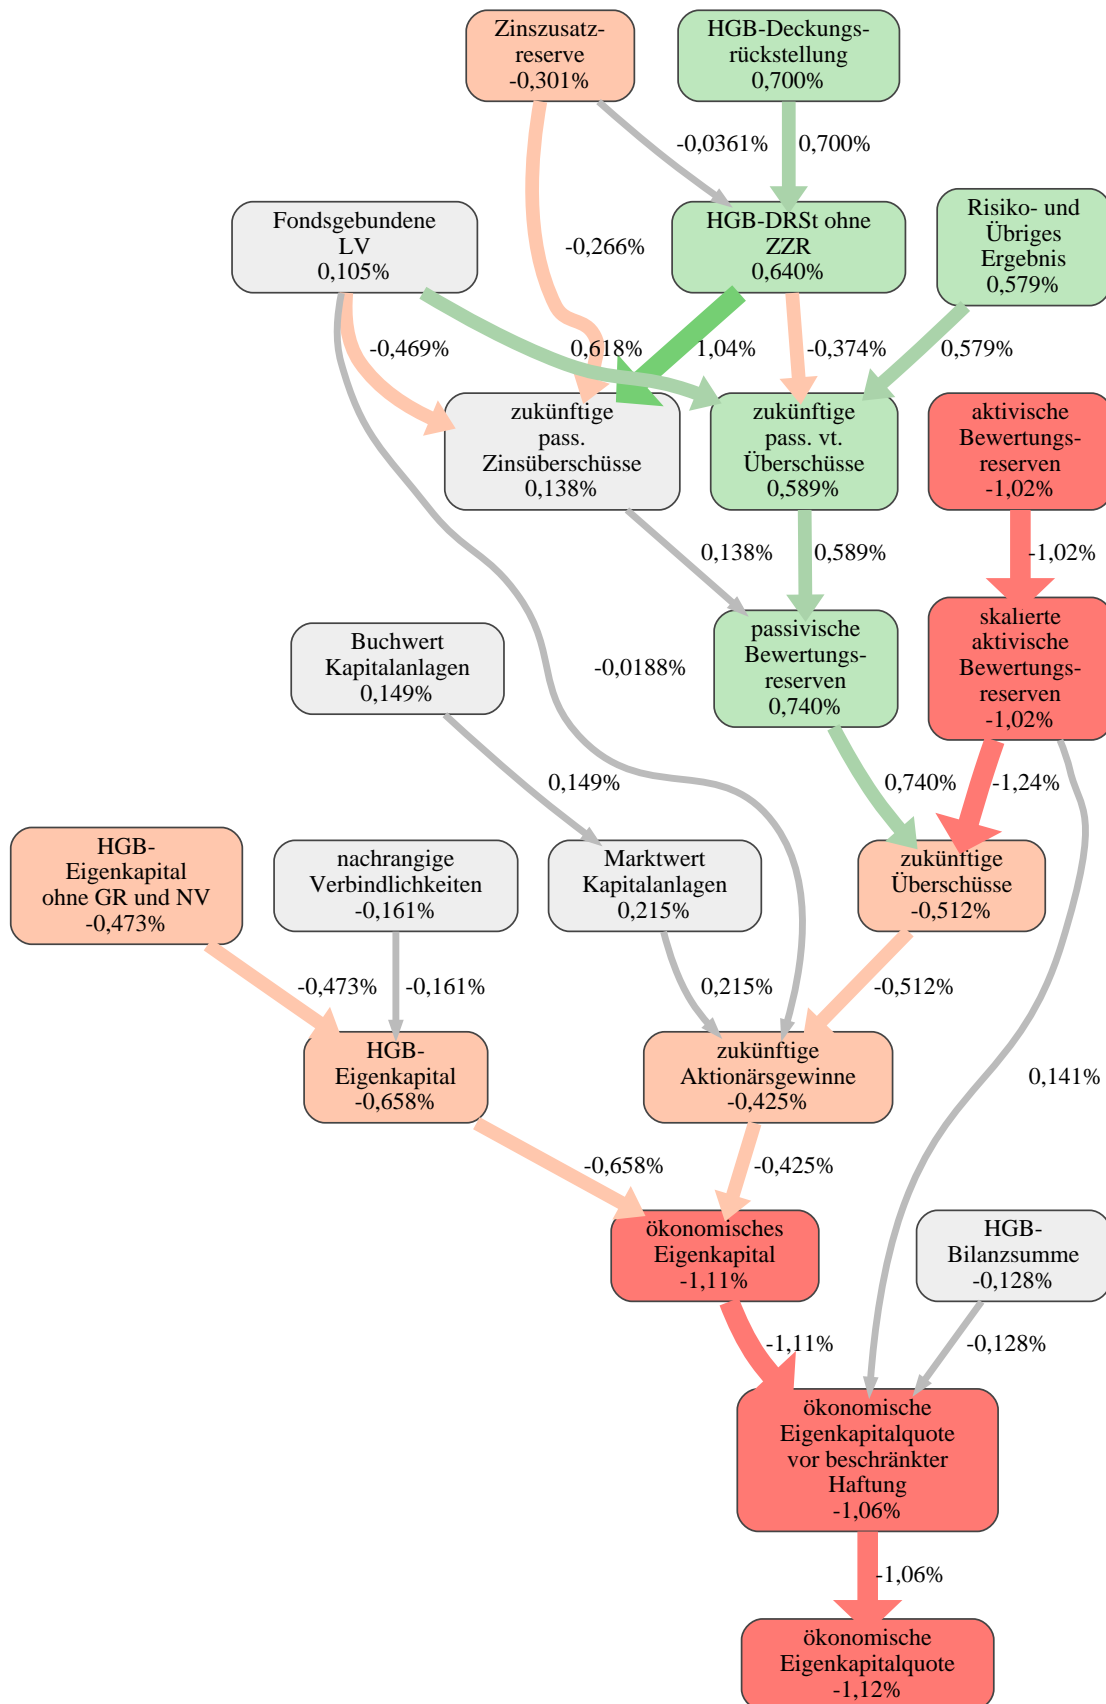 Zinszusatz-
reserve
-0,301%
HGB-Deckungs-
rückstellung
0,700%
-0,0361%
0,700%
Fondsgebundene
LV
0,105%
HGB-DRSt ohne
ZZR
0,640%
Risiko- und
Übriges
Ergebnis
0,579%
-0,266%
-0,469%
0,618%
1,04%
-0,374%
0,579%
zukünftige
pass.
Zinsüberschüsse
0,138%
zukünftige
pass. vt.
Überschüsse
0,589%
aktivische
Bewertungs-
reserven
-1,02%
0,138%
0,589%
-1,02%
Buchwert
Kapitalanlagen
0,149%
-0,0188%
passivische
Bewertungs-
reserven
0,740%
skalierte
aktivische
Bewertungs-
reserven
-1,02%
0,149%
0,740%
-1,24%
HGB-
Eigenkapital
ohne GR und NV
-0,473%
nachrangige
Verbindlichkeiten
-0,161%
Marktwert
Kapitalanlagen
0,215%
zukünftige
Überschüsse
-0,512%
-0,473%
-0,161%
0,215%
-0,512%
HGB-
Eigenkapital
-0,658%
zukünftige
Aktionärsgewinne
-0,425%
0,141%
-0,658%
-0,425%
ökonomisches
Eigenkapital
-1,11%
HGB-
Bilanzsumme
-0,128%
-1,11%
-0,128%
ökonomische
Eigenkapitalquote
vor beschränkter
Haftung
-1,06%
-1,06%
ökonomische
Eigenkapitalquote
-1,12%